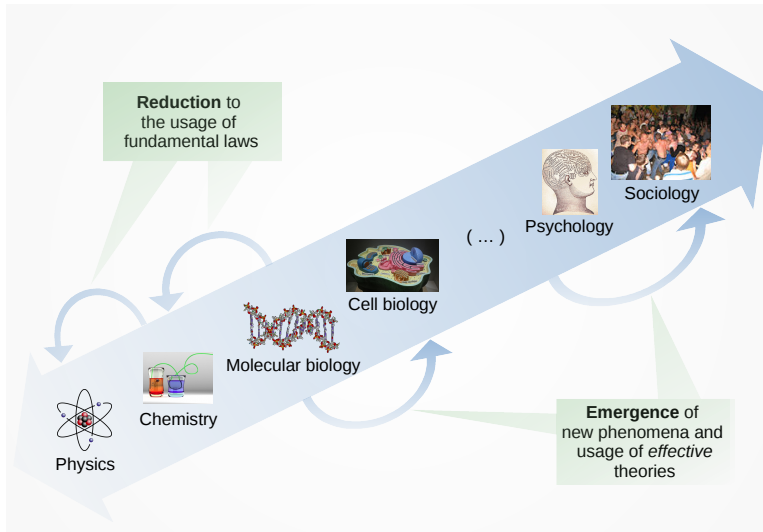 Reduction to
the usage of
fundamental laws
Sociology
Psychology
( ... )
Cell biology
Molecular biology
Chemistry
Physics
Emergence of
new phenomena and
usage of effective
theories